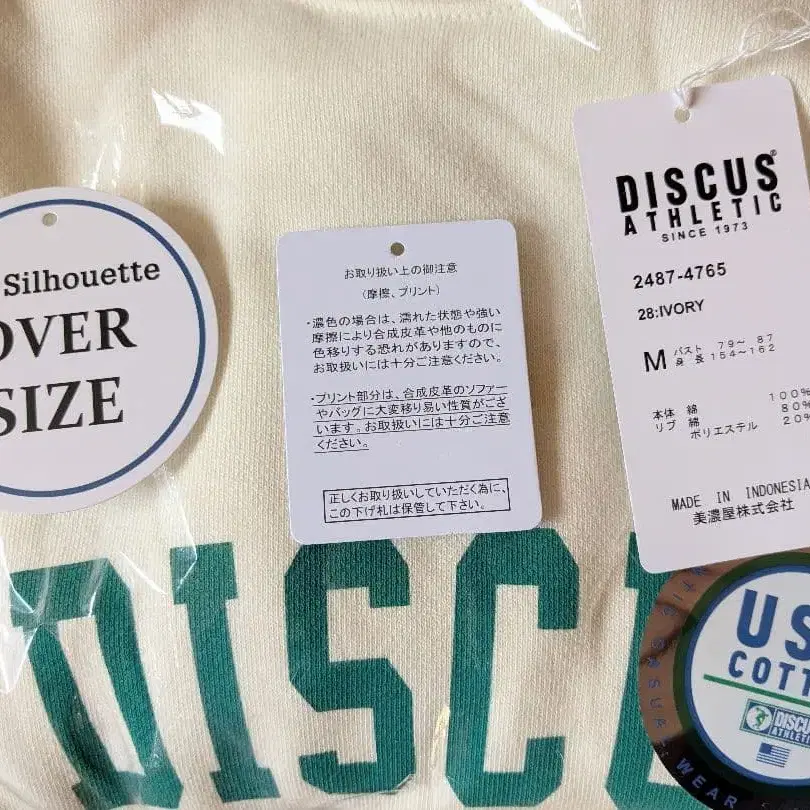 Silhouette
OVER
SIZE
お取り扱い上の御注意
(摩擦、プリント)
・濃色の場合は、濡れた状態や強い
摩擦により合成皮革や他のものに
色移りする恐れがありますので、
お取扱いには十分ご注意ください。
・プリント部分は、合成皮革のソファー
やバッグに大変移り易い性質がござ
います。お取扱いには十分ご注意
ください。
正しくお取り扱いしていただく為に、
この下げ札は保管して下さい。
DISCUS®
ATHLETIC
SINCE 1973
2487-4765
28:IVORY
M バスト 79～ 87
身 長 154～162
本体 綿 100%
リブ 綿 80%
ポリエステル 20%
MADE IN INDONESIA
美濃屋株式会社
DISCU
US
COTT
DISCUS
ATHLETIC
CASUAL WEAR